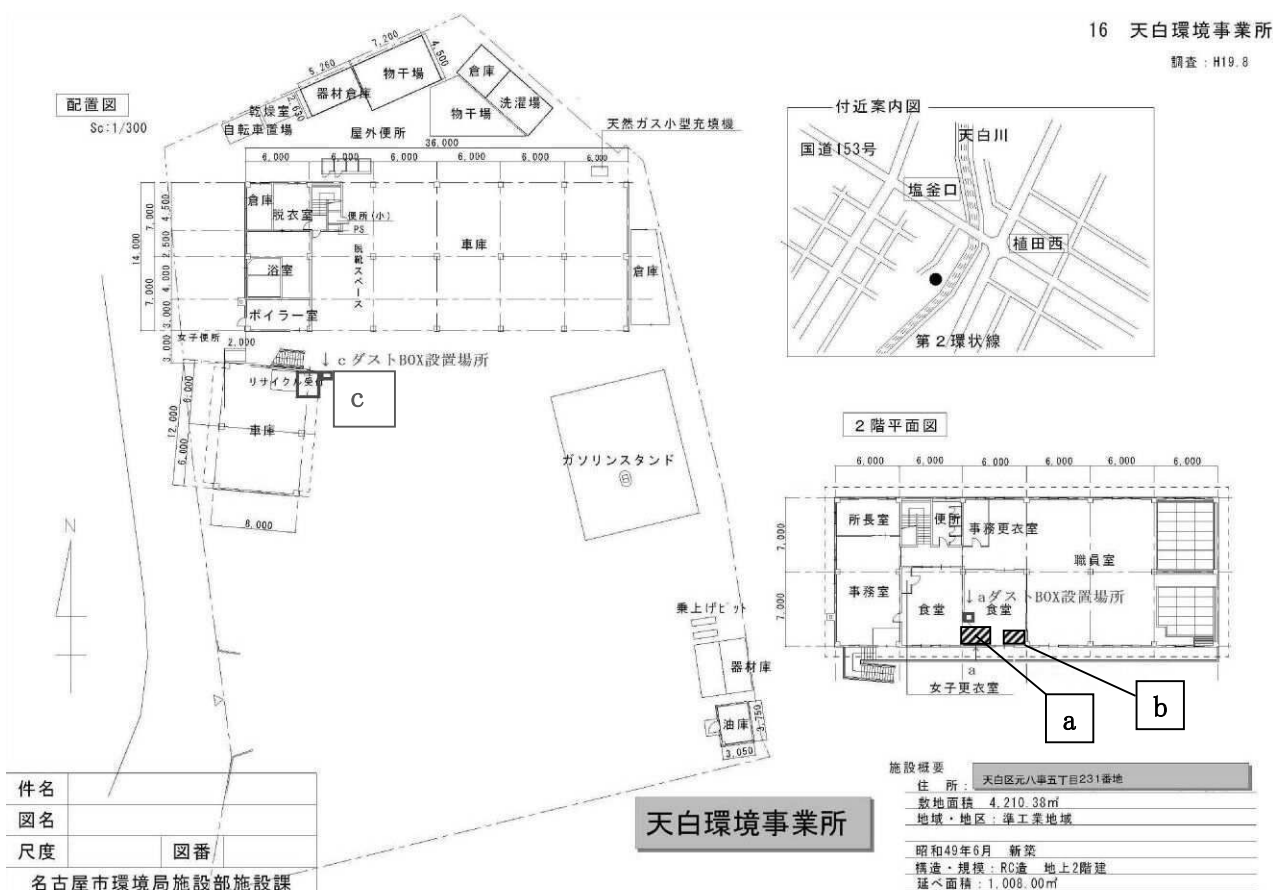 16 天白環境事業所
調査：H19.8
配置図
Sc:1/300
7,200
4,500
5,260
物干場
器材倉庫
2,690
乾燥室
自転車置場
倉庫
洗濯場
物干場
屋外便所
天然ガス小型充填機
36,000
6,000 6,000 6,000 6,000 6,000 6,000
14,000
7,000
7,000
4,500
2,500
4,000
3,000
3,000
倉庫
脱衣室
便所(小)
PS
浴室
脱靴スペース
車庫
倉庫
ボイラー室
女子便所
2,000
↓cダストBOX設置場所
リサイクル受付
c
12,000
6,000
6,000
車庫
8,000
ガソリンスタンド
N
乗上げピット
器材庫
油庫
3,750
3,050
付近案内図
天白川
国道153号
塩釜口
植田西
第2環状線
2階平面図
6,000 6,000 6,000 6,000 6,000 6,000
7,000
7,000
所長室
便所
事務更衣室
職員室
事務室
食堂
↓aダストBOX設置場所
食堂
a
女子更衣室
a
b
件名
図名
尺度 図番
名古屋市環境局施設部施設課
天白環境事業所
施設概要
住所：天白区元八事五丁目231番地
敷地面積 4,210.38㎡
地域・地区：準工業地域
昭和49年6月 新築
構造・規模：RC造 地上2階建
延べ面積：1,008.00㎡